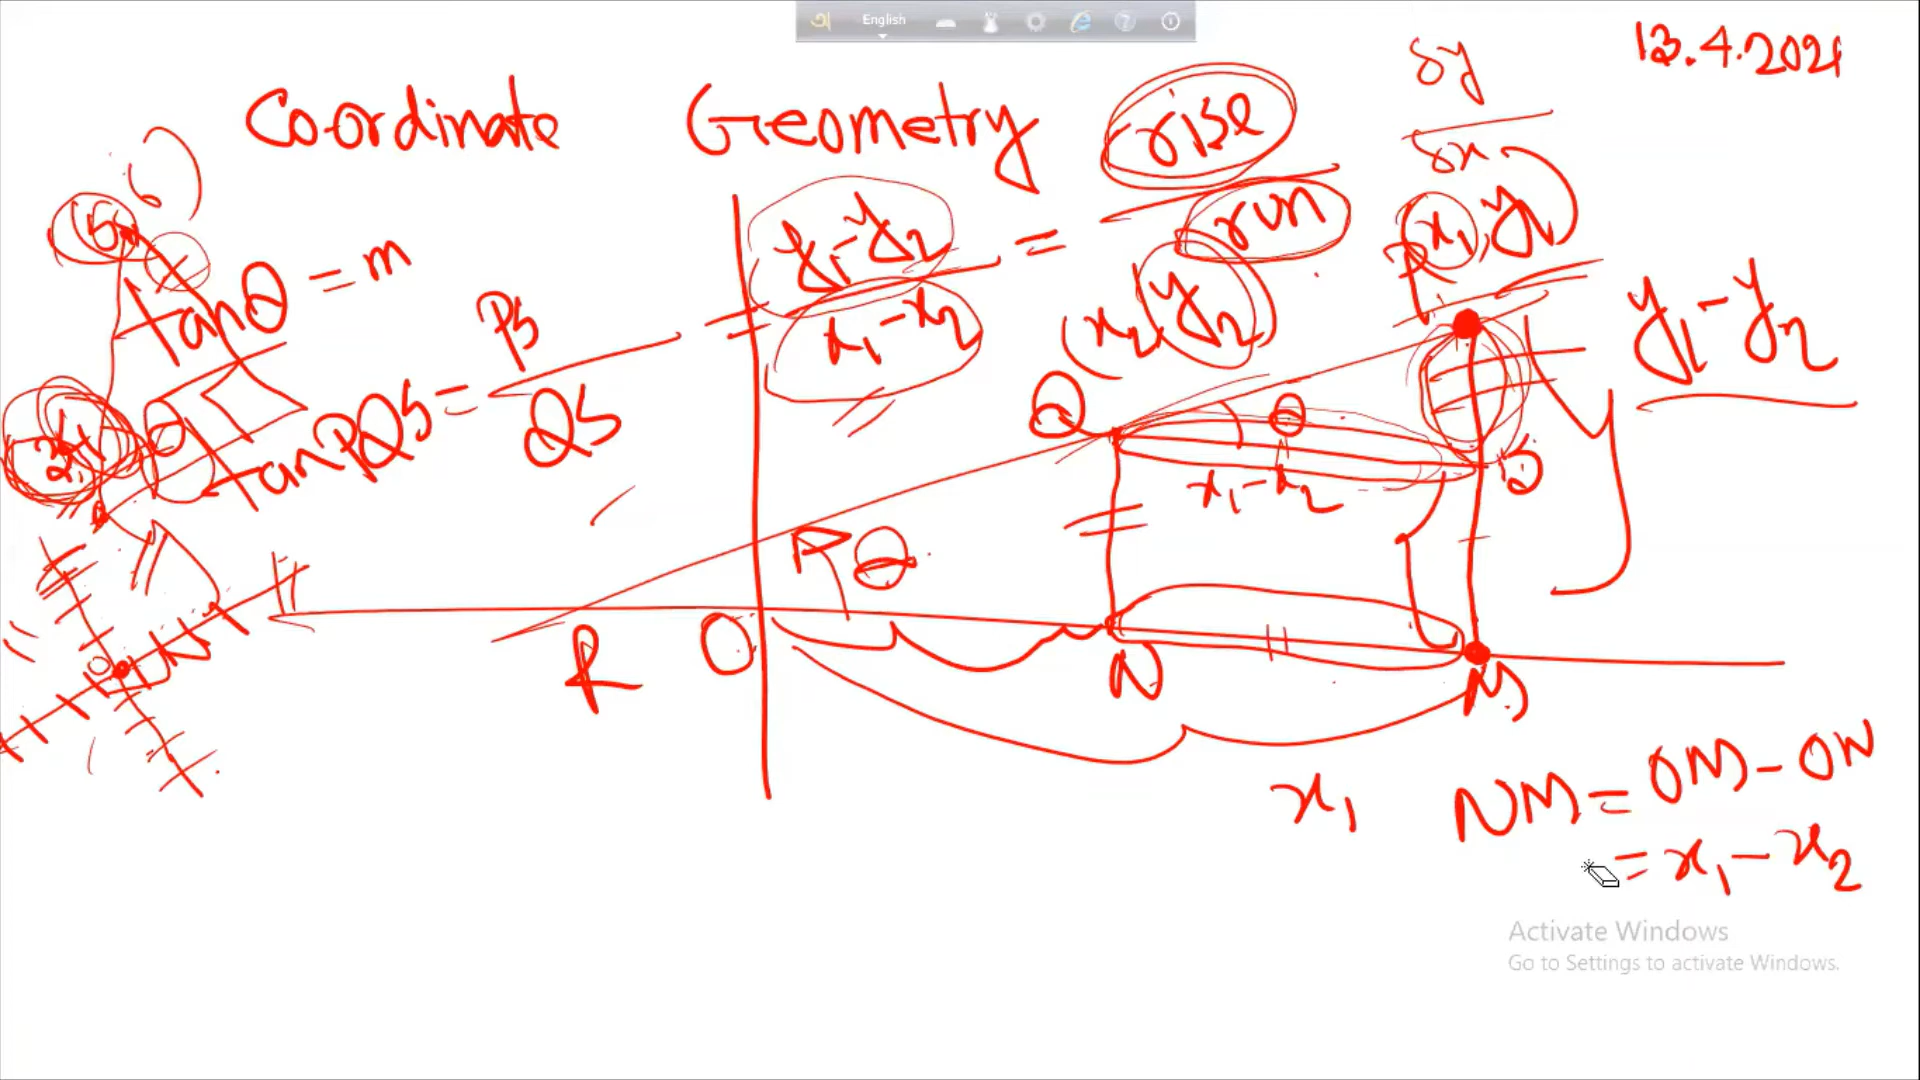 English
13.4.2021
Coordinate Geometry
tanθ = m
tanPQS = PS / QS = y₁-y₂ / x₁-x₂ = rise / run
δy / δx
P (x₁, y₁)
(x₂, y₂)
y₁-y₂
Q
θ
x₁-x₂
S
θ
R
O
N
M
x₁
NM = OM - ON
= x₁ - x₂
Activate Windows
Go to Settings to activate Windows.